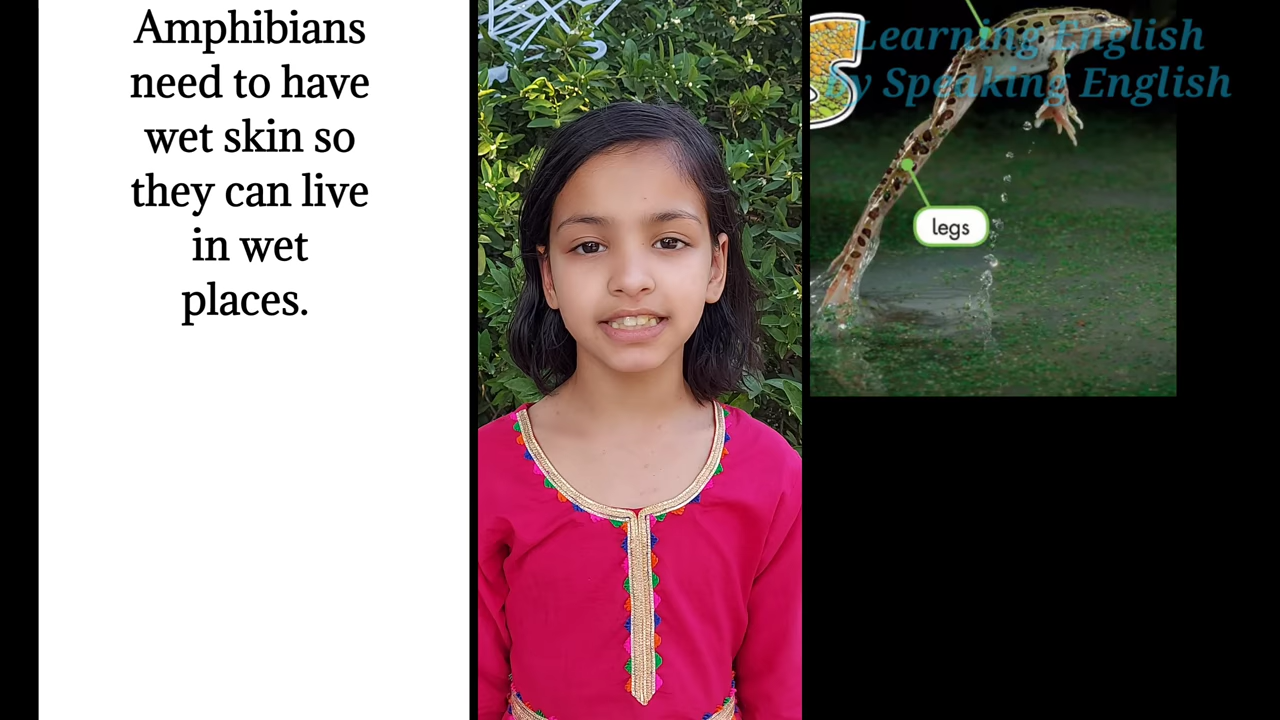 Amphibians
need to have
wet skin so
they can live
in wet
places.
S
Learning English
by Speaking English
legs